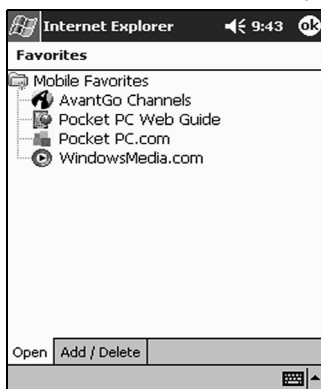 Internet Explorer 9:43 ok
Favorites
Mobile Favorites
AvantGo Channels
Pocket PC Web Guide
Pocket PC.com
WindowsMedia.com
Open Add / Delete